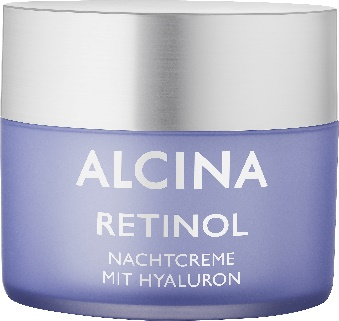 ALCINA
RETINOL
NACHTCREME
MIT HYALURON